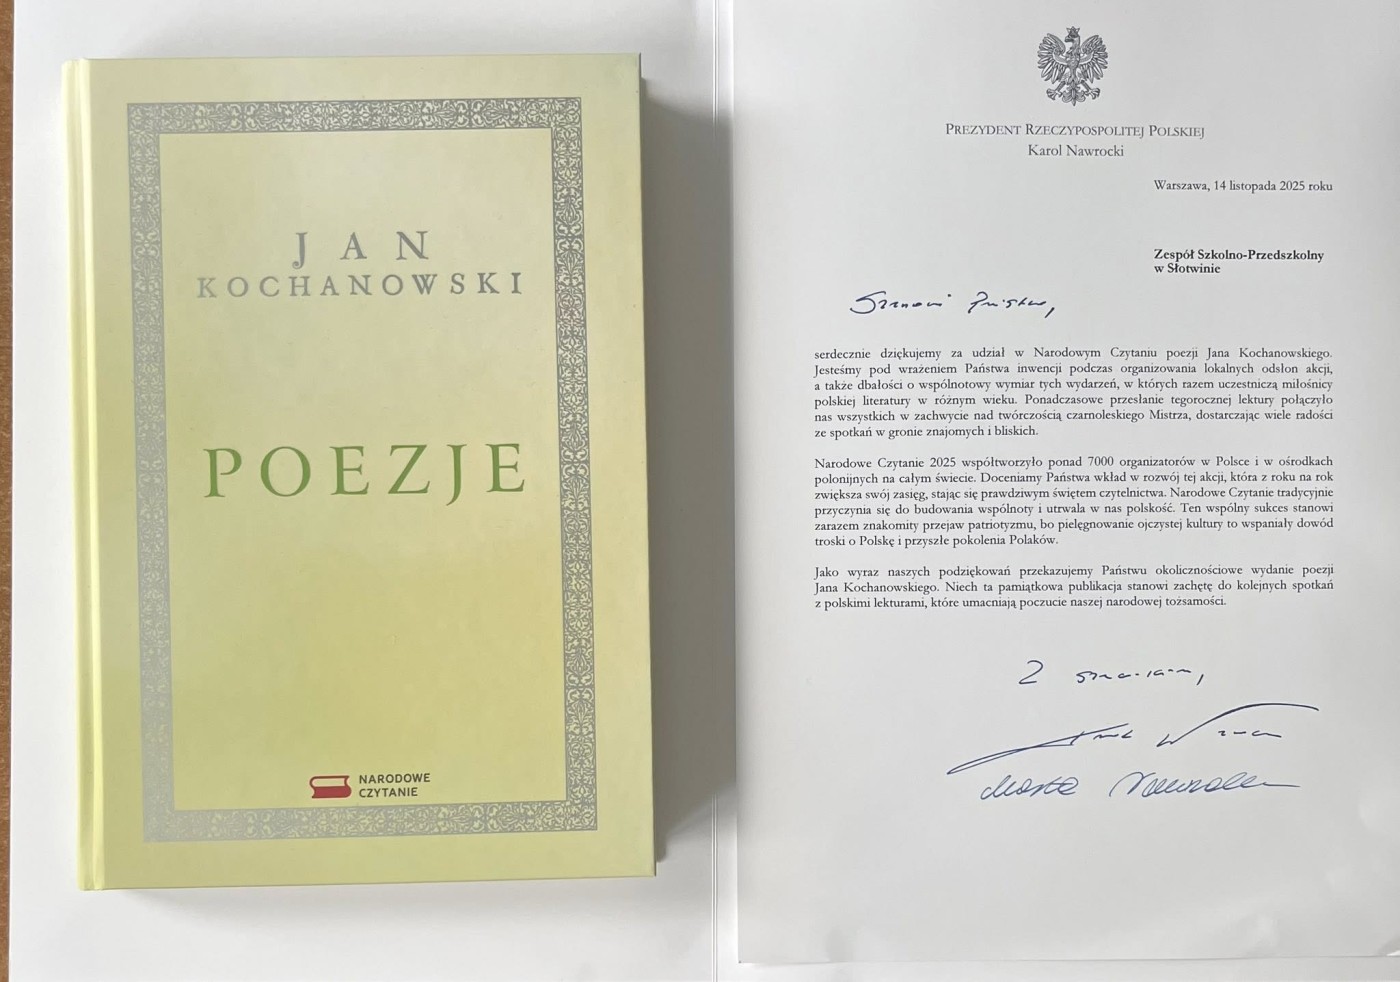 JAN
KOCHANOWSKI
POEZJE
NARODOWE
CZYTANIE
PREZYDENT RZECZYPOSPOLITEJ POLSKIEJ
Karol Nawrocki
Warszawa, 14 listopada 2025 roku
Zespół Szkolno-Przedszkolny
w Słotwinie
Szanowni Państwo,
serdecznie dziękujemy za udział w Narodowym Czytaniu poezji Jana Kochanowskiego.
Jesteśmy pod wrażeniem Państwa inwencji podczas organizowania lokalnych odsłon akcji,
a także dbałości o wspólnotowy wymiar tych wydarzeń, w których razem uczestniczą miłośnicy
polskiej literatury w różnym wieku. Ponadczasowe przesłanie tegorocznej lektury połączyło
nas wszystkich w zachwycie nad twórczością czarnoleskiego Mistrza, dostarczając wiele radości
ze spotkań w gronie znajomych i bliskich.
Narodowe Czytanie 2025 współtworzyło ponad 7000 organizatorów w Polsce i w ośrodkach
polonijnych na całym świecie. Doceniamy Państwa wkład w rozwój tej akcji, która z roku na rok
zwiększa swój zasięg, stając się prawdziwym świętem czytelnictwa. Narodowe Czytanie tradycyjnie
przyczynia się do budowania wspólnoty i utrwala w nas polskość. Ten wspólny sukces stanowi
zarazem znakomity przejaw patriotyzmu, bo pielęgnowanie ojczystej kultury to wspaniały dowód
troski o Polskę i przyszłe pokolenia Polaków.
Jako wyraz naszych podziękowań przekazujemy Państwu okolicznościowe wydanie poezji
Jana Kochanowskiego. Niech ta pamiątkowa publikacja stanowi zachętę do kolejnych spotkań
z polskimi lekturami, które umacniają poczucie naszej narodowej tożsamości.
Z szacunkiem,
Marta Nawrocka